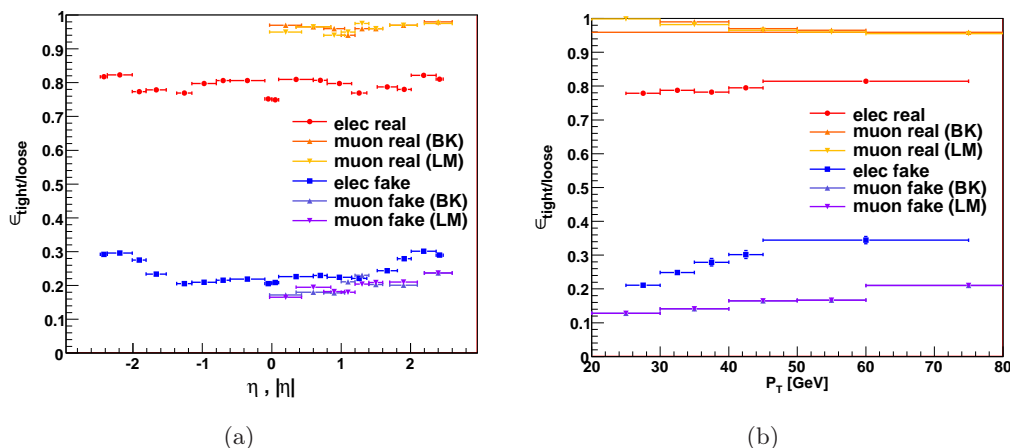 1
0.9
0.8
0.7
0.6
0.5
0.4
0.3
0.2
0.1
0
ϵtight/loose
elec real
muon real (BK)
muon real (LM)
elec fake
muon fake (BK)
muon fake (LM)
-2 -1 0 1 2
η , |η|
(a)
1
0.9
0.8
0.7
0.6
0.5
0.4
0.3
0.2
0.1
0
ϵtight/loose
elec real
muon real (BK)
muon real (LM)
elec fake
muon fake (BK)
muon fake (LM)
20 30 40 50 60 70 80
PT [GeV]
(b)